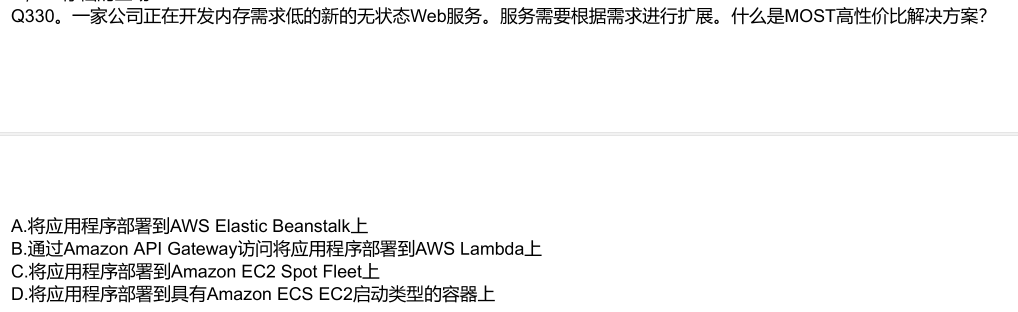 Q330。一家公司正在开发内存需求低的新的无状态Web服务。服务需要根据需求进行扩展。什么是MOST高性价比解决方案?
A.将应用程序部署到AWS Elastic Beanstalk上
B.通过Amazon API Gateway访问将应用程序部署到AWS Lambda上
C.将应用程序部署到Amazon EC2 Spot Fleet上
D.将应用程序部署到具有Amazon ECS EC2启动类型的容器上